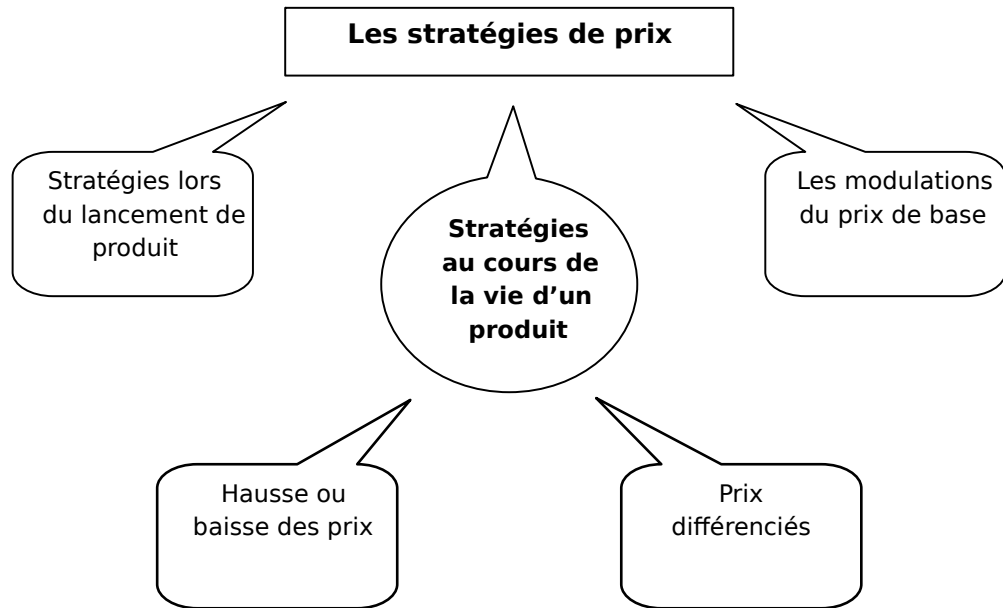 Les stratégies de prix
Stratégies lors
du lancement de
produit
Stratégies
au cours de
la vie d’un
produit
Les modulations
du prix de base
Hausse ou
baisse des prix
Prix
différenciés